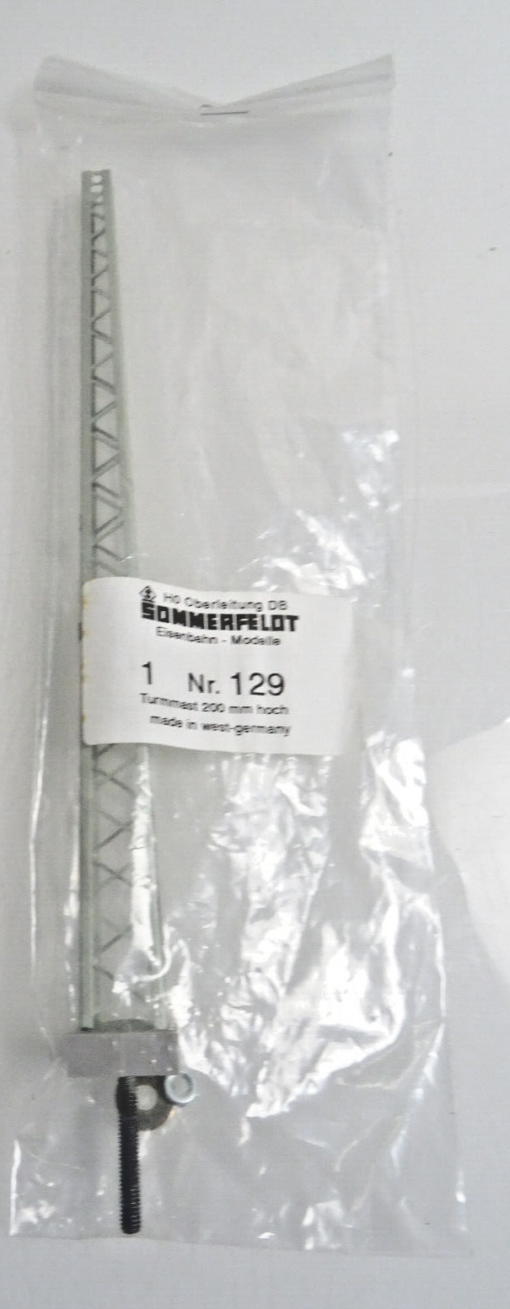 H0 Oberleitung DB
SOMMERFELDT
Eisenbahn - Modelle
1 Nr. 129
Turmmast 200 mm hoch
made in west-germany